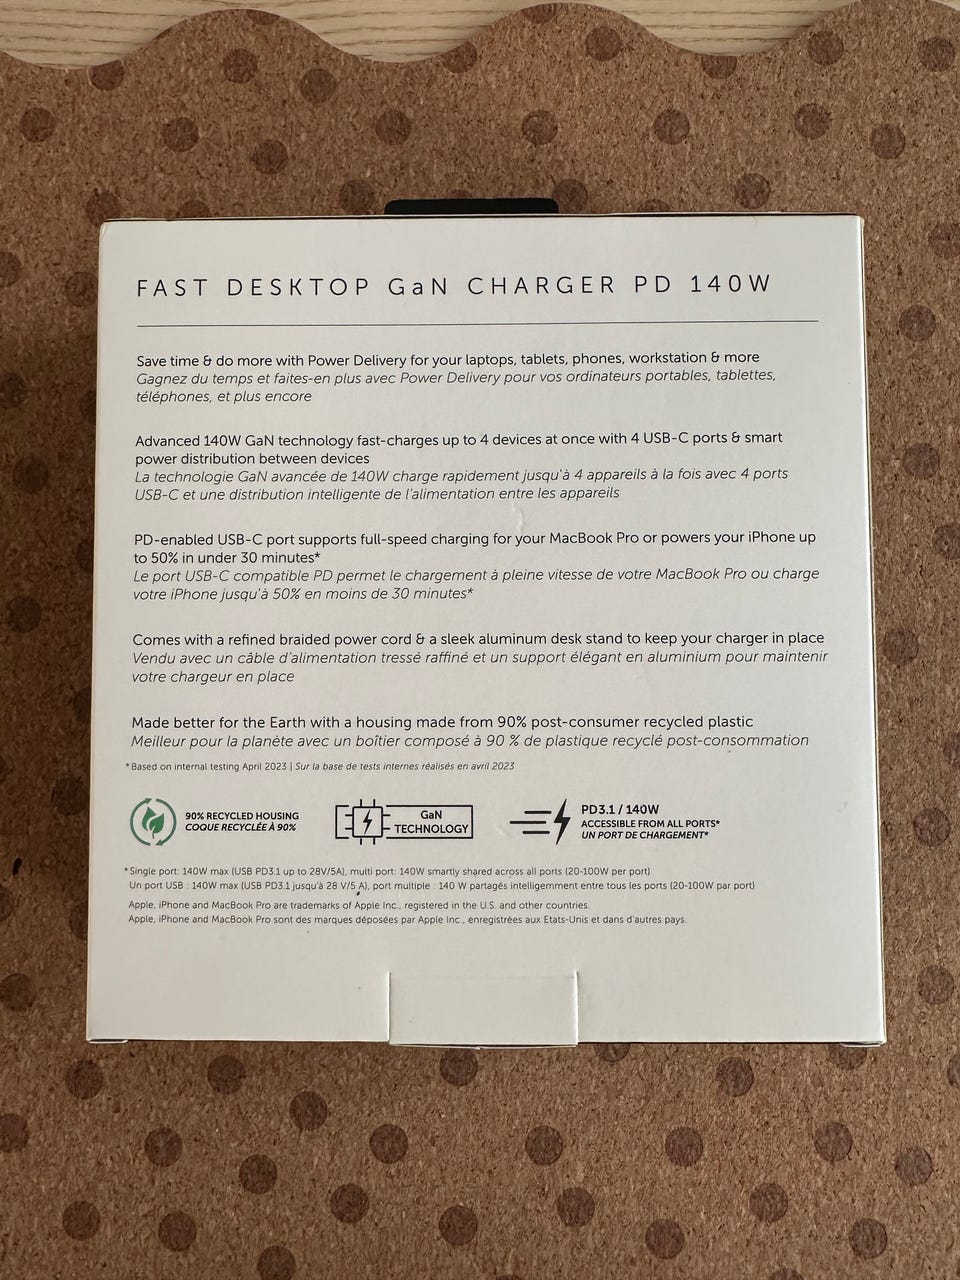 FAST DESKTOP GaN CHARGER PD 140W
Save time & do more with Power Delivery for your laptops, tablets, phones, workstation & more
Gagnez du temps et faites-en plus avec Power Delivery pour vos ordinateurs portables, tablettes,
téléphones, et plus encore
Advanced 140W GaN technology fast-charges up to 4 devices at once with 4 USB-C ports & smart
power distribution between devices
La technologie GaN avancée de 140W charge rapidement jusqu'à 4 appareils à la fois avec 4 ports
USB-C et une distribution intelligente de l'alimentation entre les appareils
PD-enabled USB-C port supports full-speed charging for your MacBook Pro or powers your iPhone up
to 50% in under 30 minutes*
Le port USB-C compatible PD permet le chargement à pleine vitesse de votre MacBook Pro ou charge
votre iPhone jusqu'à 50% en moins de 30 minutes*
Comes with a refined braided power cord & a sleek aluminum desk stand to keep your charger in place
Vendu avec un câble d'alimentation tressé raffiné et un support élégant en aluminium pour maintenir
votre chargeur en place
Made better for the Earth with a housing made from 90% post-consumer recycled plastic
Meilleur pour la planète avec un boîtier composé à 90 % de plastique recyclé post-consommation
*Based on internal testing April 2023 | Sur la base de tests internes réalisés en avril 2023
90% RECYCLED HOUSING
COQUE RECYCLÉE À 90%
GaN
TECHNOLOGY
PD3.1 / 140W
ACCESSIBLE FROM ALL PORTS*
UN PORT DE CHARGEMENT*
*Single port: 140W max (USB PD3.1 up to 28V/5A), multi port: 140W smartly shared across all ports (20-100W per port)
Un port USB : 140W max (USB PD3.1 jusqu'à 28 V/5 A), port multiple : 140 W partagés intelligemment entre tous les ports (20-100W par port)
Apple, iPhone and MacBook Pro are trademarks of Apple Inc., registered in the U.S. and other countries.
Apple, iPhone et MacBook Pro sont des marques déposées par Apple Inc., enregistrées aux Etats-Unis et dans d'autres pays.